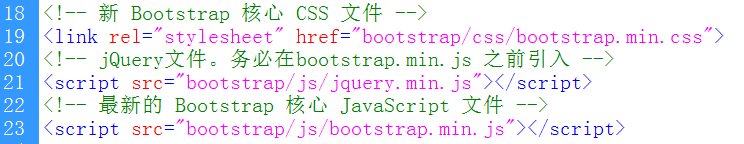 18 <!-- 新 Bootstrap 核心 CSS 文件 -->
19 <link rel="stylesheet" href="bootstrap/css/bootstrap.min.css">
20 <!-- jQuery文件。务必在bootstrap.min.js 之前引入 -->
21 <script src="bootstrap/js/jquery.min.js"></script>
22 <!-- 最新的 Bootstrap 核心 JavaScript 文件 -->
23 <script src="bootstrap/js/bootstrap.min.js"></script>